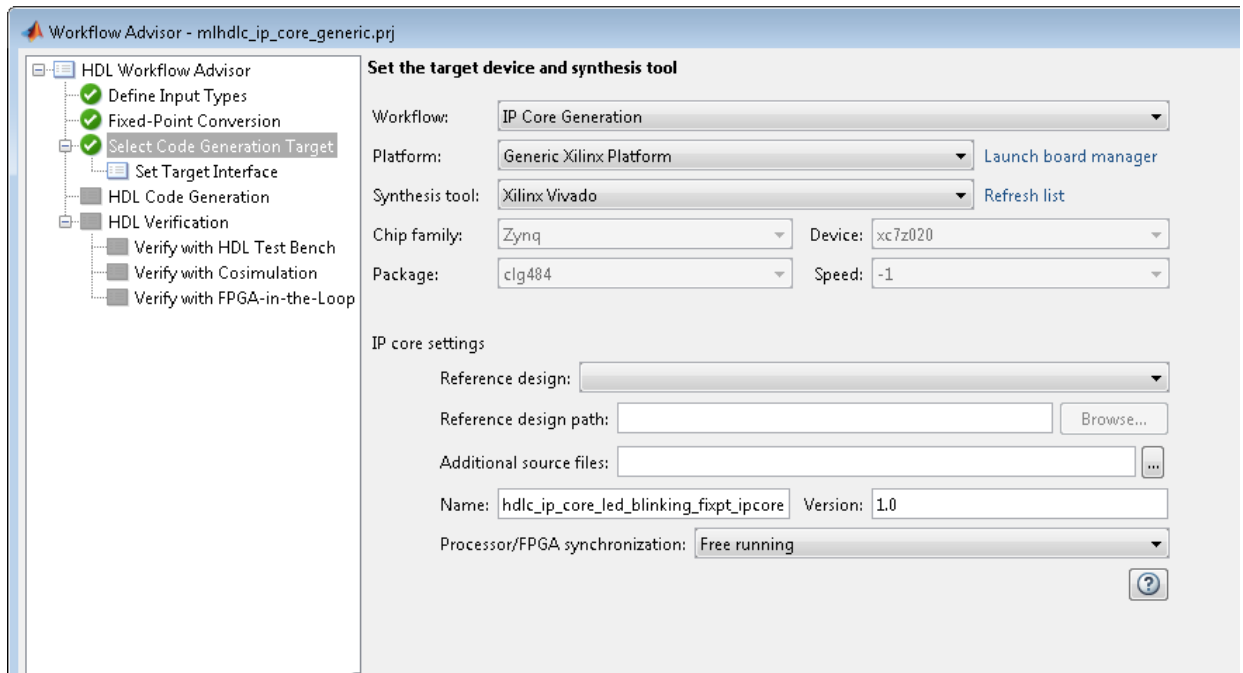 Workflow Advisor - mlhdlc_ip_core_generic.prj
HDL Workflow Advisor
Define Input Types
Fixed-Point Conversion
Select Code Generation Target
Set Target Interface
HDL Code Generation
HDL Verification
Verify with HDL Test Bench
Verify with Cosimulation
Verify with FPGA-in-the-Loop
Set the target device and synthesis tool
Workflow: IP Core Generation
Platform: Generic Xilinx Platform Launch board manager
Synthesis tool: Xilinx Vivado Refresh list
Chip family: Zynq Device: xc7z020
Package: clg484 Speed: -1
IP core settings
Reference design:
Reference design path: Browse...
Additional source files: ...
Name: hdlc_ip_core_led_blinking_fixpt_ipcore Version: 1.0
Processor/FPGA synchronization: Free running
?